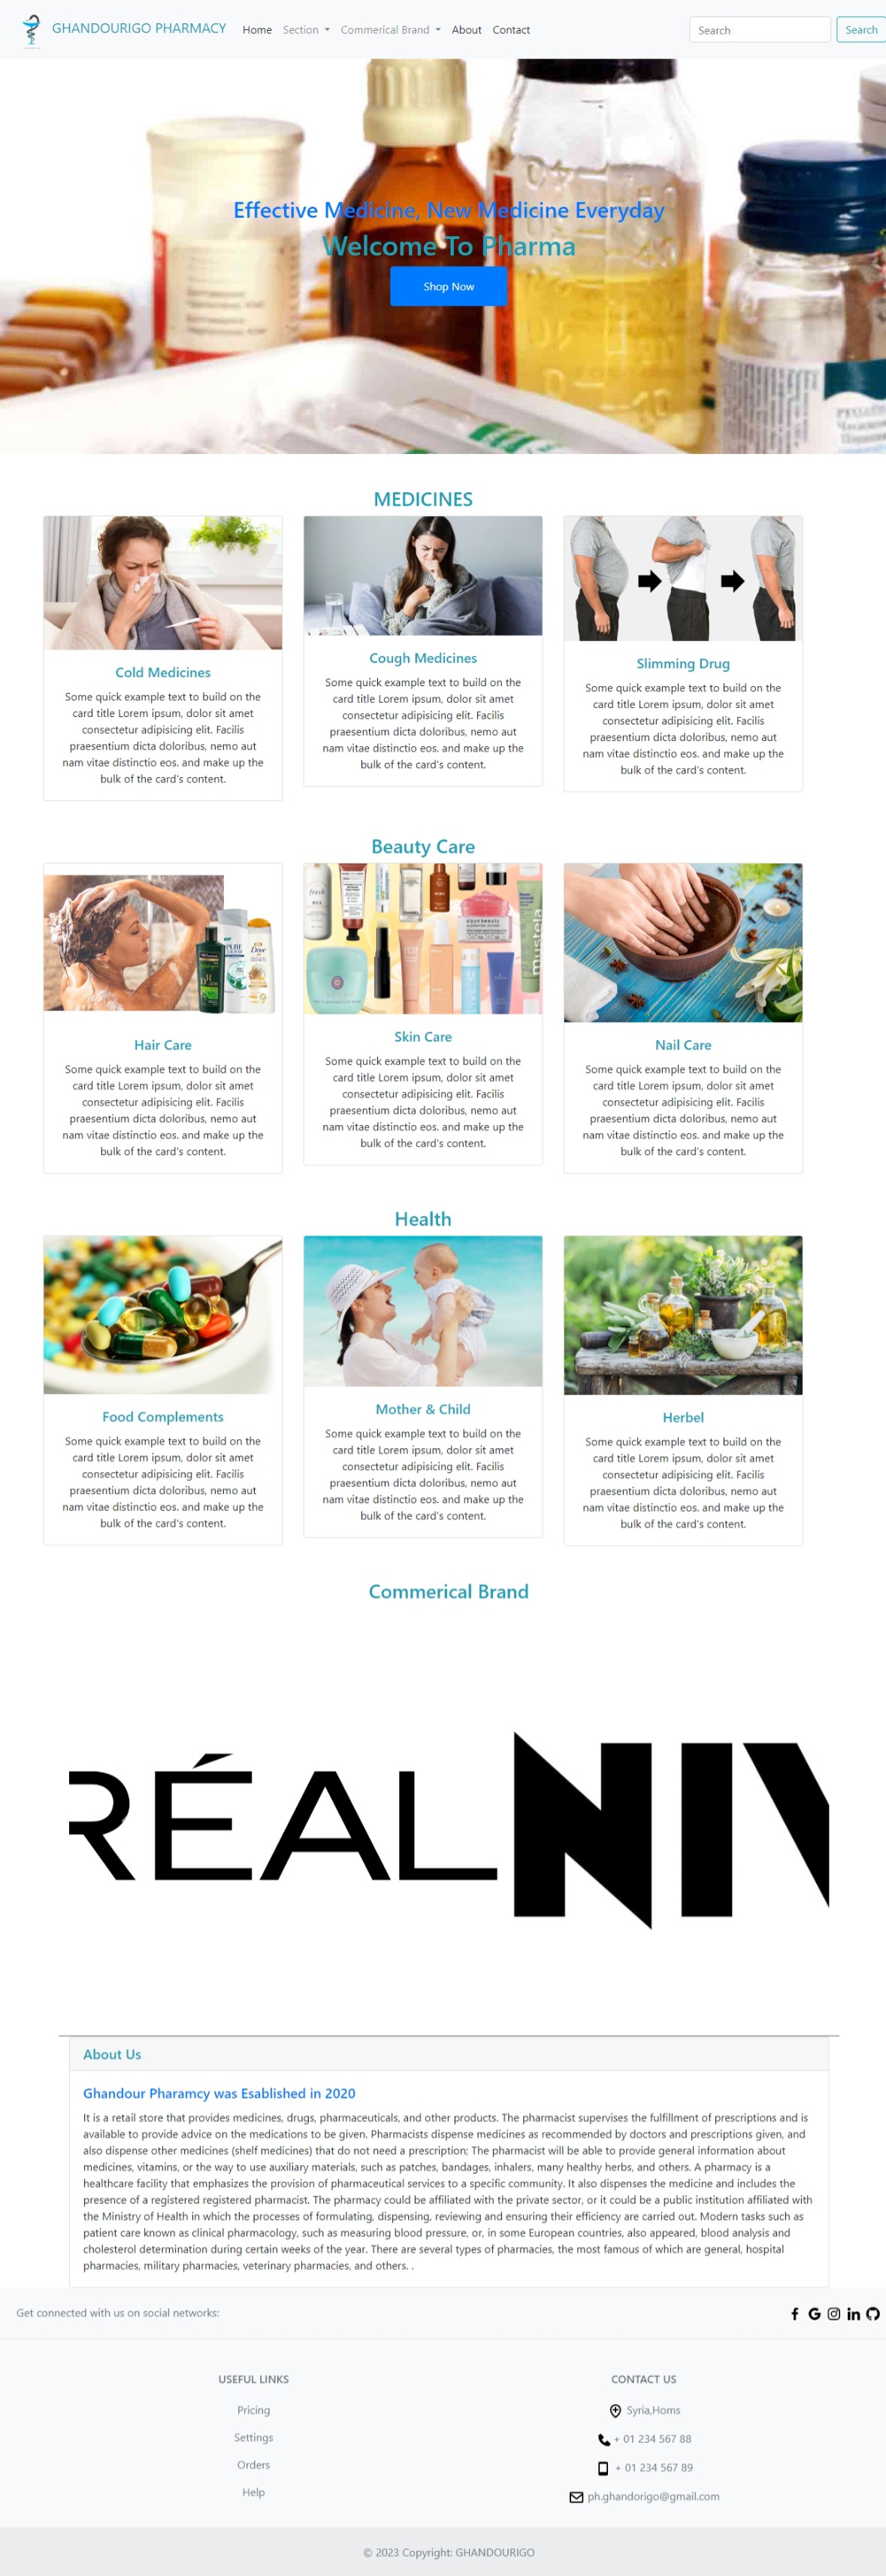 GHANDOURIGO PHARMACY Home Section Commerical Brand About Contact Search Search
Effective Medicine, New Medicine Everyday
Welcome To Pharma
Shop Now
MEDICINES
Cold Medicines
Some quick example text to build on the
card title Lorem ipsum, dolor sit amet
consectetur adipisicing elit. Facilis
praesentium dicta doloribus, nemo aut
nam vitae distinctio eos. and make up the
bulk of the card's content.
Cough Medicines
Some quick example text to build on the
card title Lorem ipsum, dolor sit amet
consectetur adipisicing elit. Facilis
praesentium dicta doloribus, nemo aut
nam vitae distinctio eos. and make up the
bulk of the card's content.
Slimming Drug
Some quick example text to build on the
card title Lorem ipsum, dolor sit amet
consectetur adipisicing elit. Facilis
praesentium dicta doloribus, nemo aut
nam vitae distinctio eos. and make up the
bulk of the card's content.
Beauty Care
Dove
Hair Care
Some quick example text to build on the
card title Lorem ipsum, dolor sit amet
consectetur adipisicing elit. Facilis
praesentium dicta doloribus, nemo aut
nam vitae distinctio eos. and make up the
bulk of the card's content.
fresh
mustela
Skin Care
Some quick example text to build on the
card title Lorem ipsum, dolor sit amet
consectetur adipisicing elit. Facilis
praesentium dicta doloribus, nemo aut
nam vitae distinctio eos. and make up the
bulk of the card's content.
Nail Care
Some quick example text to build on the
card title Lorem ipsum, dolor sit amet
consectetur adipisicing elit. Facilis
praesentium dicta doloribus, nemo aut
nam vitae distinctio eos. and make up the
bulk of the card's content.
Health
Food Complements
Some quick example text to build on the
card title Lorem ipsum, dolor sit amet
consectetur adipisicing elit. Facilis
praesentium dicta doloribus, nemo aut
nam vitae distinctio eos. and make up the
bulk of the card's content.
Mother & Child
Some quick example text to build on the
card title Lorem ipsum, dolor sit amet
consectetur adipisicing elit. Facilis
praesentium dicta doloribus, nemo aut
nam vitae distinctio eos. and make up the
bulk of the card's content.
Herbel
Some quick example text to build on the
card title Lorem ipsum, dolor sit amet
consectetur adipisicing elit. Facilis
praesentium dicta doloribus, nemo aut
nam vitae distinctio eos. and make up the
bulk of the card's content.
Commerical Brand
RÉAL NIV
About Us
Ghandour Pharamcy was Esablished in 2020
It is a retail store that provides medicines, drugs, pharmaceuticals, and other products. The pharmacist supervises the fulfillment of prescriptions and is
available to provide advice on the medications to be given. Pharmacists dispense medicines as recommended by doctors and prescriptions given, and
also dispense other medicines (shelf medicines) that do not need a prescription; The pharmacist will be able to provide general information about
medicines, vitamins, or the way to use auxiliary materials, such as patches, bandages, inhalers, many healthy herbs, and others. A pharmacy is a
healthcare facility that emphasizes the provision of pharmaceutical services to a specific community. It also dispenses the medicine and includes the
presence of a registered registered pharmacist. The pharmacy could be affiliated with the private sector, or it could be a public institution affiliated with
the Ministry of Health in which the processes of formulating, dispensing, reviewing and ensuring their efficiency are carried out. Modern tasks such as
patient care known as clinical pharmacology, such as measuring blood pressure, or, in some European countries, also appeared, blood analysis and
cholesterol determination during certain weeks of the year. There are several types of pharmacies, the most famous of which are general, hospital
pharmacies, military pharmacies, veterinary pharmacies, and others. .
Get connected with us on social networks:
USEFUL LINKS
Pricing
Settings
Orders
Help
CONTACT US
Syria,Homs
+ 01 234 567 88
+ 01 234 567 89
ph.ghandorigo@gmail.com
© 2023 Copyright: GHANDOURIGO